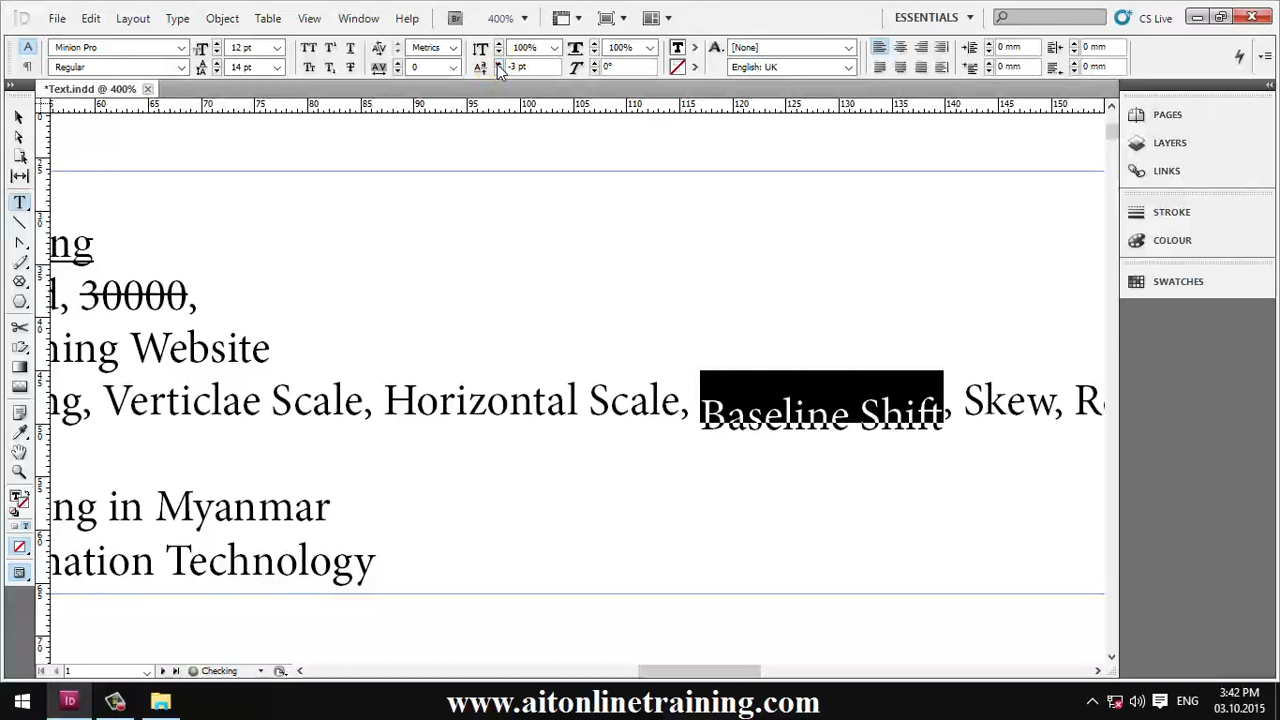 File Edit Layout Type Object Table View Window Help Br 400% ESSENTIALS CS Live
A Minion Pro 12 pt Metrics 100% 100% [None] 0 mm 0 mm
Regular 14 pt 0 -3 pt 0° English: UK 0 mm 0 mm
*Text.indd @ 400%
60 65 70 75 80 85 90 95 100 105 110 115 120 125 130 135 140 145 150
PAGES
LAYERS
LINKS
STROKE
COLOUR
SWATCHES
ng
, 30000,
ning Website
ng, Verticlae Scale, Horizontal Scale, Baseline Shift, Skew, R
ng in Myanmar
nation Technology
1 Checking
www.aitonlinetraining.com
ENG
3:42 PM
03.10.2015